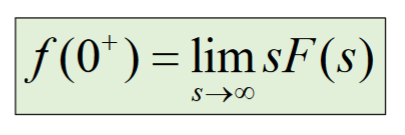 f(0⁺) = lim sF(s)
s→∞